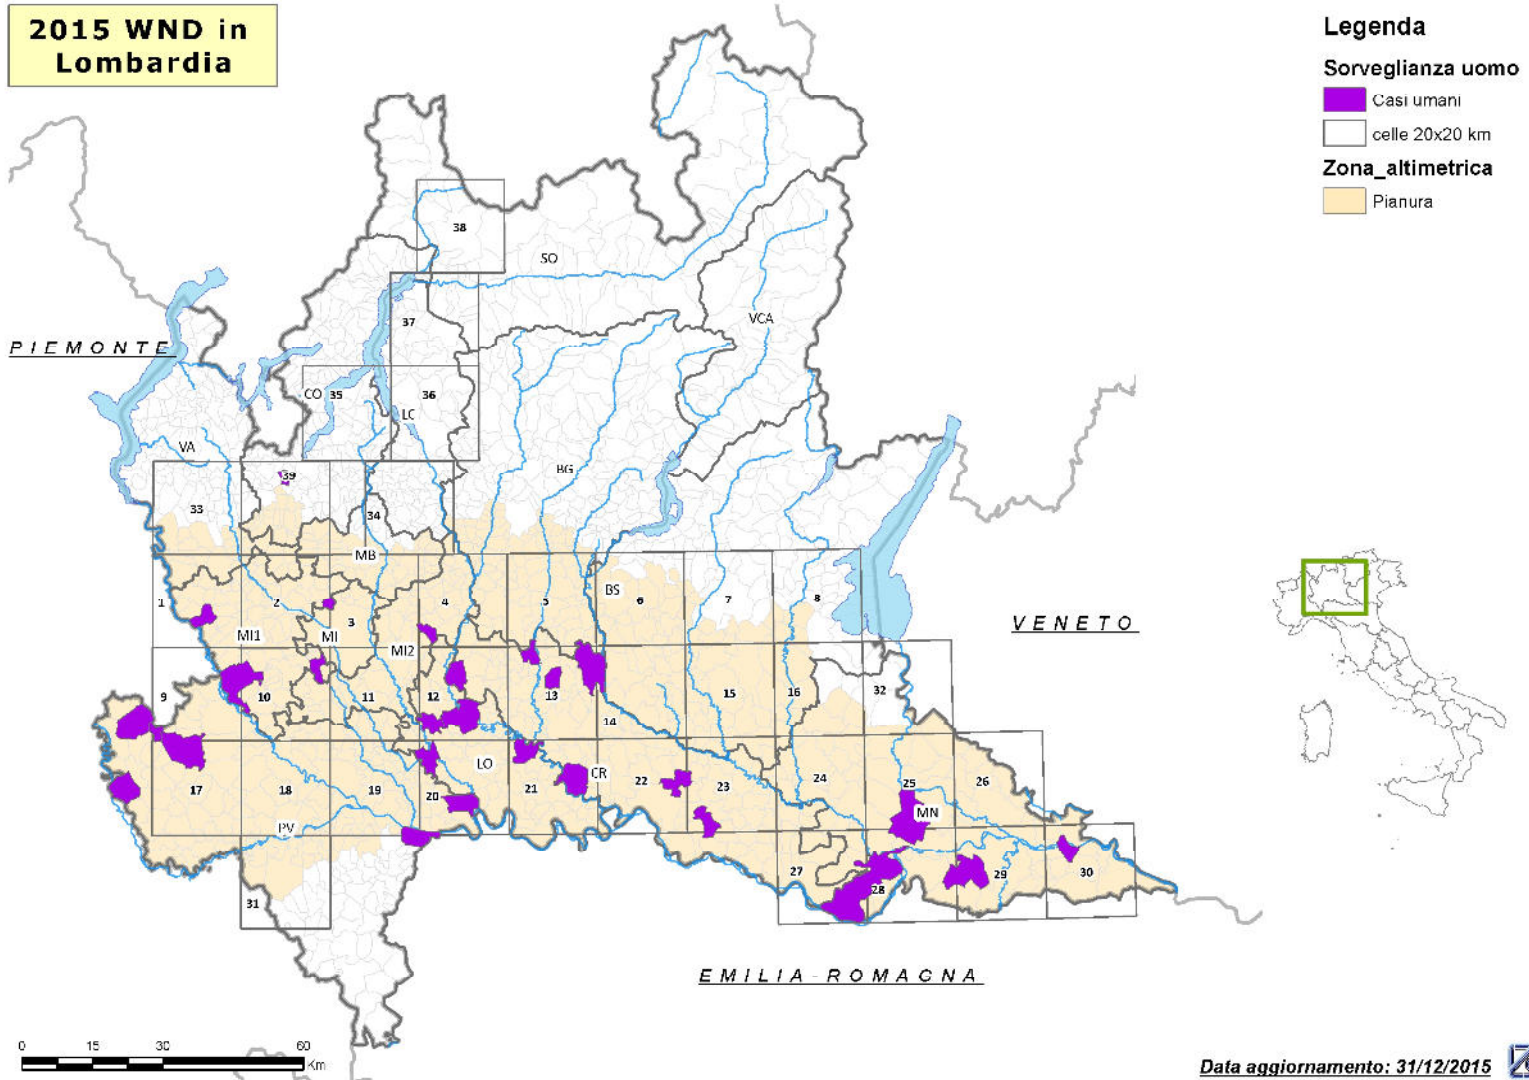 2015 WND in
Lombardia
Legenda
Sorveglianza uomo
Casi umani
celle 20x20 km
Zona_altimetrica
Pianura
38
SO
37
VCA
PIEMONTE
CO
35
36
LC
VA
BG
39
33
34
MB
1
2
3
4
5
BS
6
7
8
MI1
MI
MI2
VENETO
9
10
11
12
13
14
15
16
32
17
18
19
20
LO
21
CR
22
23
24
25
26
PV
MN
27
28
29
30
31
EMILIA-ROMAGNA
0 15 30 60
Km
Data aggiornamento: 31/12/2015